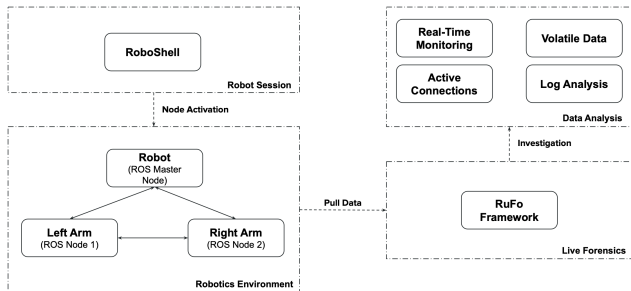 RoboShell
Robot Session
Node Activation
Robot
(ROS Master
Node)
Left Arm
(ROS Node 1)
Right Arm
(ROS Node 2)
Robotics Environment
Pull Data
Real-Time
Monitoring
Volatile Data
Active
Connections
Log Analysis
Data Analysis
Investigation
RuFo
Framework
Live Forensics